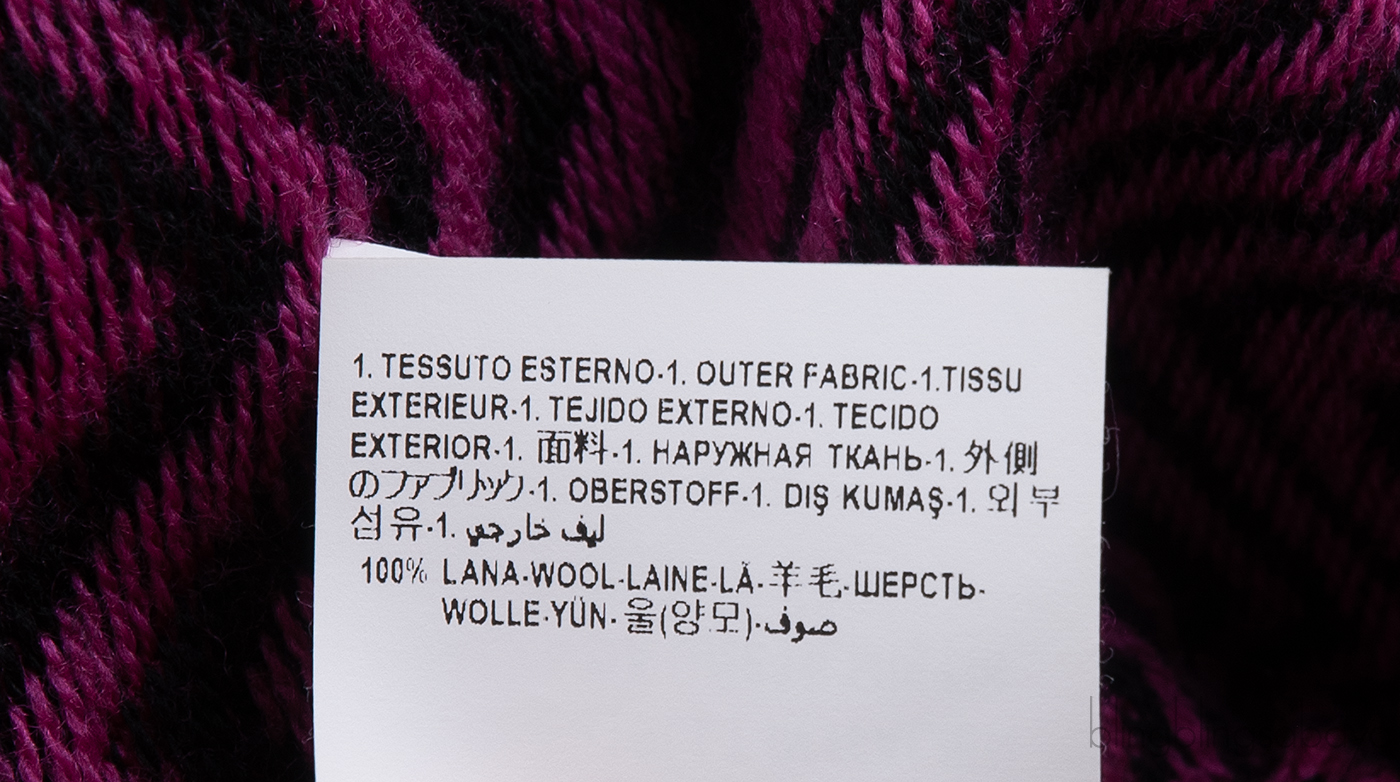 1. TESSUTO ESTERNO-1. OUTER FABRIC-1.TISSU
EXTERIEUR-1. TEJIDO EXTERNO-1. TECIDO
EXTERIOR-1. 面料-1. НАРУЖНАЯ ТКАНЬ-1. 外側
のファブリック-1. OBERSTOFF-1. DIŞ KUMAŞ-1. 외부
섬유-1. ليف خارجي
100% LANA-WOOL-LAINE-LÃ-羊毛-ШЕРСТЬ-
WOLLE-YÜN-울(양모)-صوف